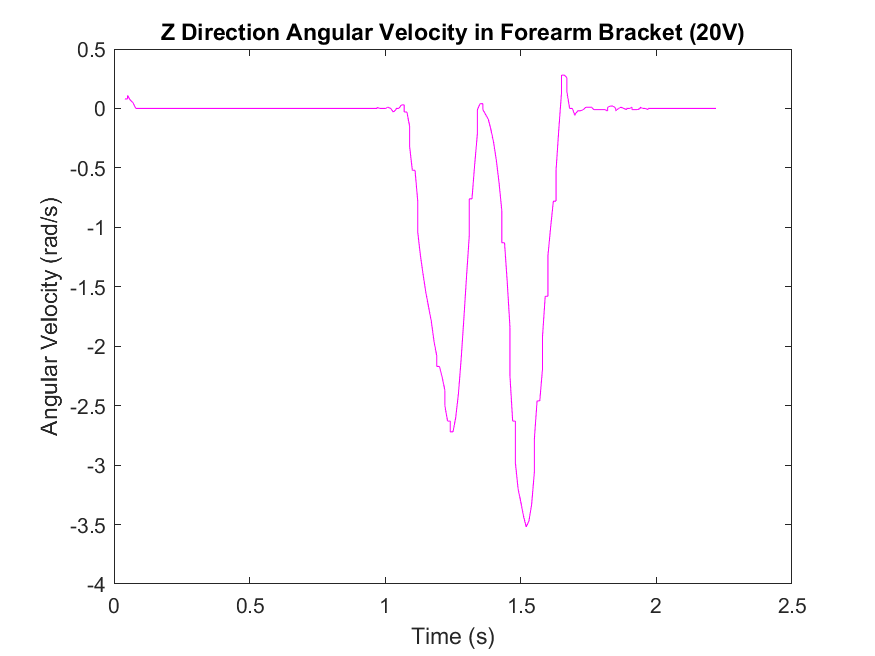 Z Direction Angular Velocity in Forearm Bracket (20V)
0.5
0
-0.5
-1
-1.5
-2
-2.5
-3
-3.5
-4
Angular Velocity (rad/s)
0 0.5 1 1.5 2 2.5
Time (s)